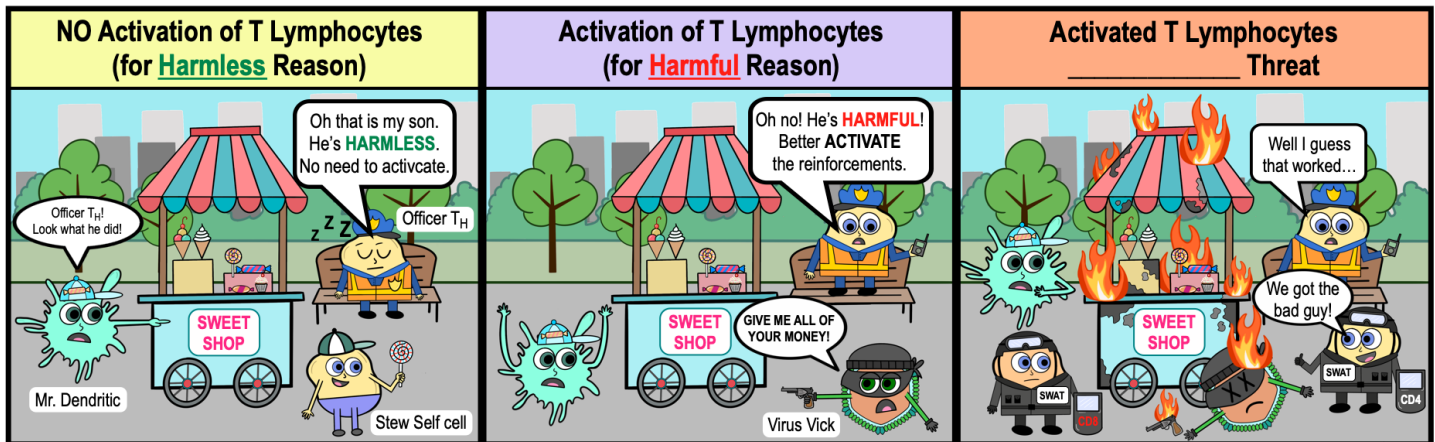 NO Activation of T Lymphocytes
(for Harmless Reason)
Oh that is my son.
He's HARMLESS.
No need to activcate.
Officer TH!
Look what he did!
z z Z
Officer TH
SWEET
SHOP
Mr. Dendritic
Stew Self cell
Activation of T Lymphocytes
(for Harmful Reason)
Oh no! He's HARMFUL!
Better ACTIVATE
the reinforcements.
SWEET
SHOP
GIVE ME ALL OF
YOUR MONEY!
Virus Vick
Activated T Lymphocytes
_______________ Threat
Well I guess
that worked...
We got the
bad guy!
SWEET
SHOP
SWAT
CD8
SWAT
CD4
XX